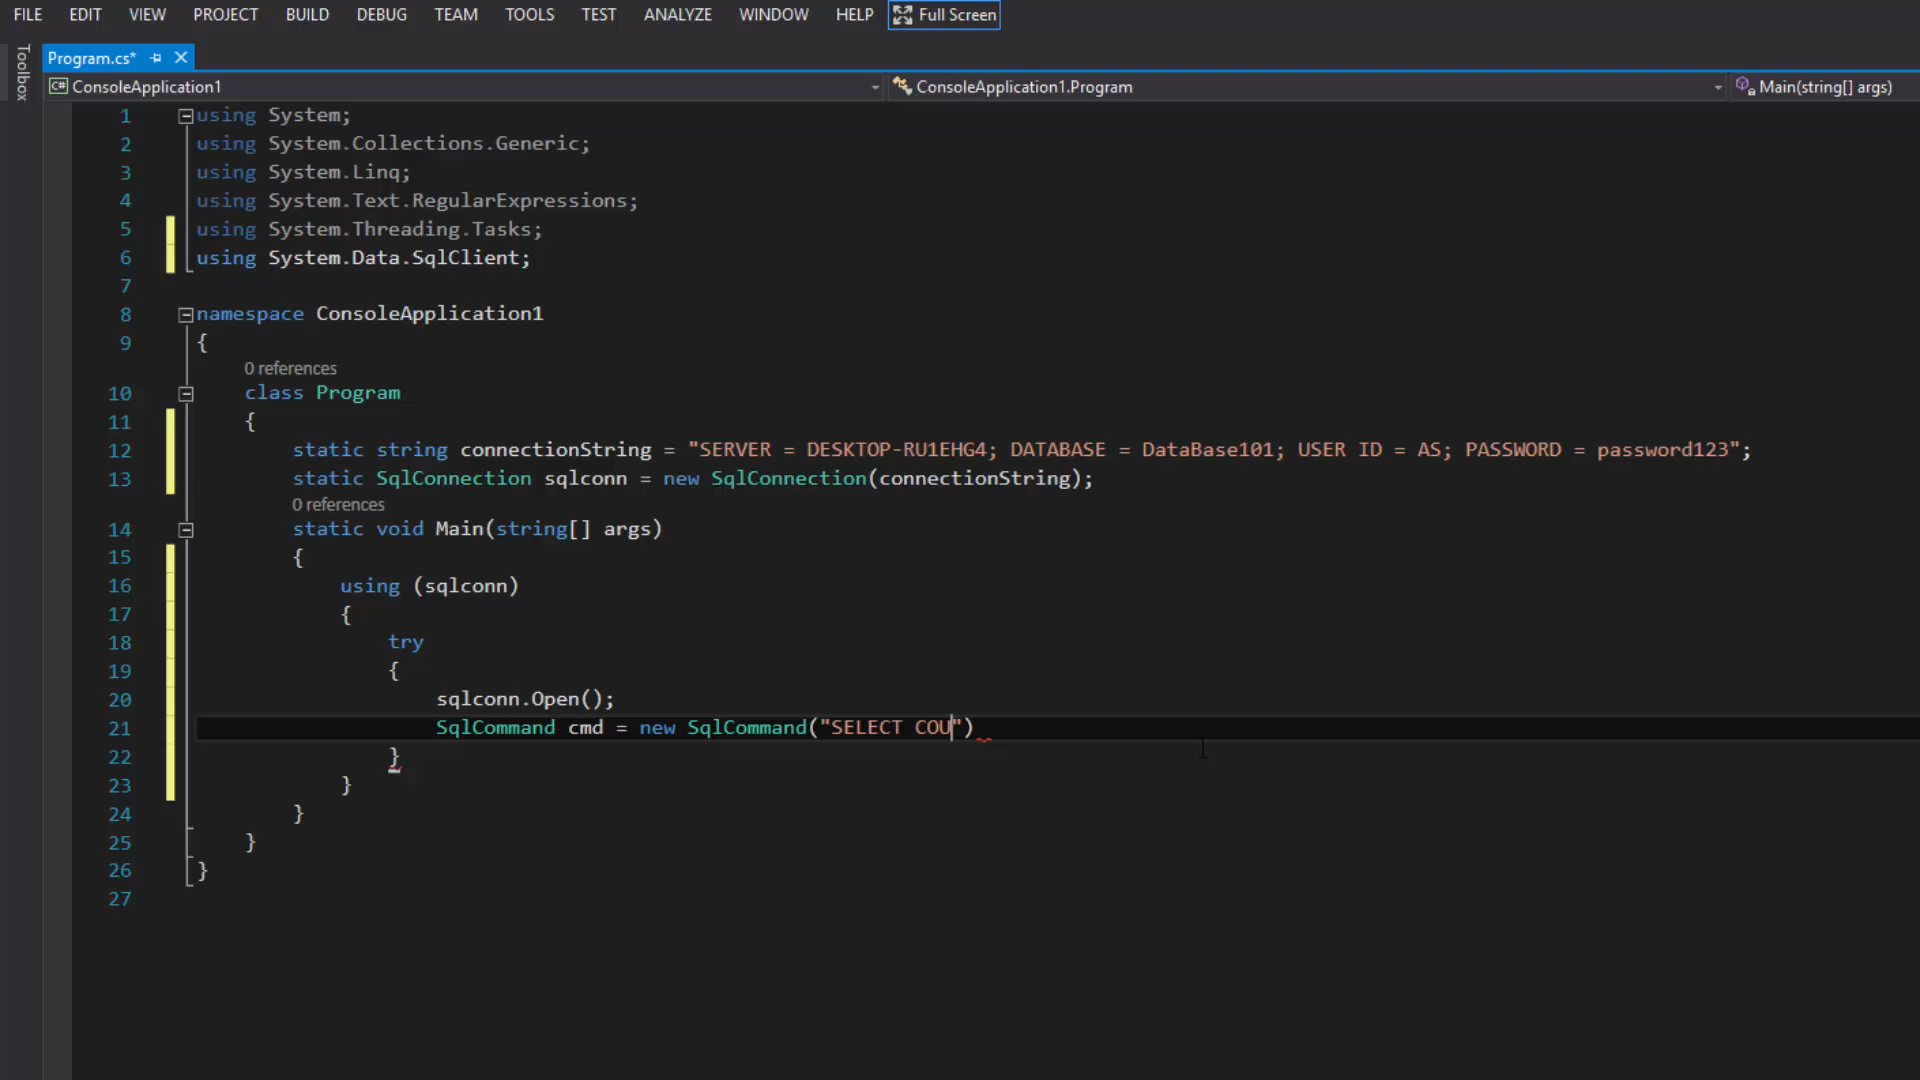 FILE EDIT VIEW PROJECT BUILD DEBUG TEAM TOOLS TEST ANALYZE WINDOW HELP Full Screen
Toolbox
Program.cs*
C# ConsoleApplication1 ConsoleApplication1.Program Main(string[] args)
1 using System;
2 using System.Collections.Generic;
3 using System.Linq;
4 using System.Text.RegularExpressions;
5 using System.Threading.Tasks;
6 using System.Data.SqlClient;
7
8 namespace ConsoleApplication1
9 {
0 references
10 class Program
11 {
12 static string connectionString = "SERVER = DESKTOP-RU1EHG4; DATABASE = DataBase101; USER ID = AS; PASSWORD = password123";
13 static SqlConnection sqlconn = new SqlConnection(connectionString);
0 references
14 static void Main(string[] args)
15 {
16 using (sqlconn)
17 {
18 try
19 {
20 sqlconn.Open();
21 SqlCommand cmd = new SqlCommand("SELECT COU")
22 }
23 }
24 }
25 }
26 }
27